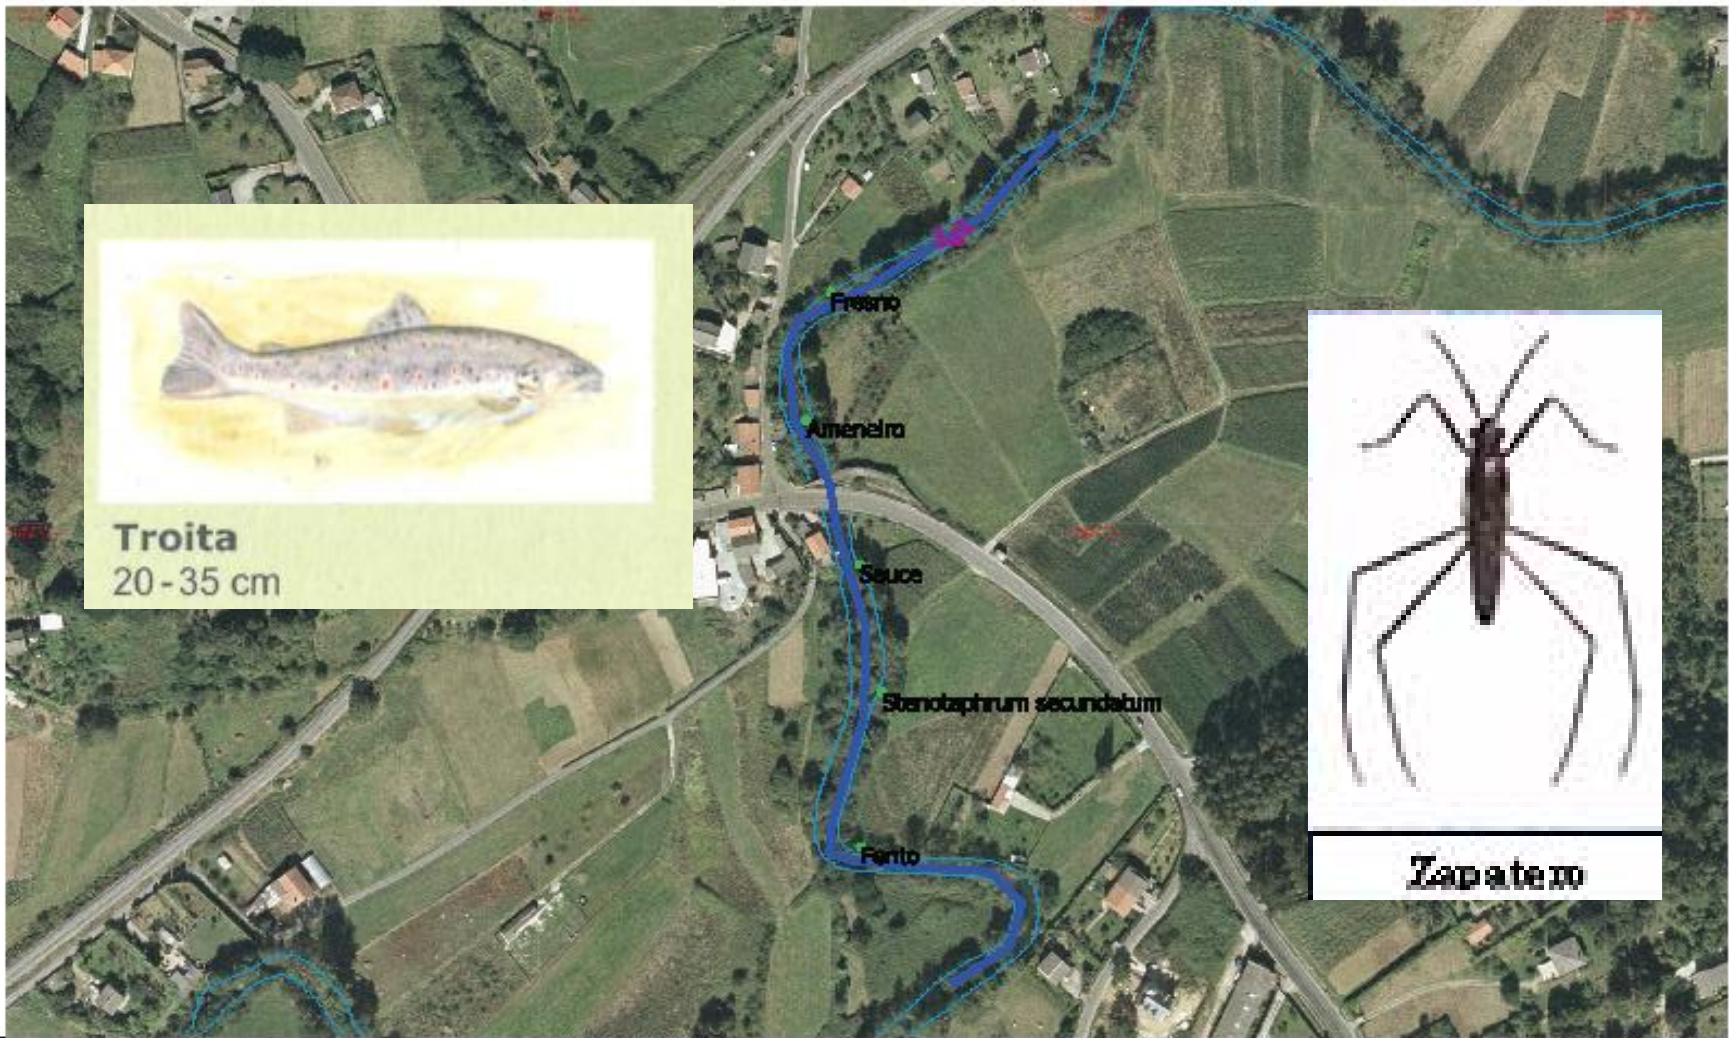 Fresno
Ameneiro
Troita
20 - 35 cm
Sauce
Stenotaphrum secundatum
Fento
Zapatero